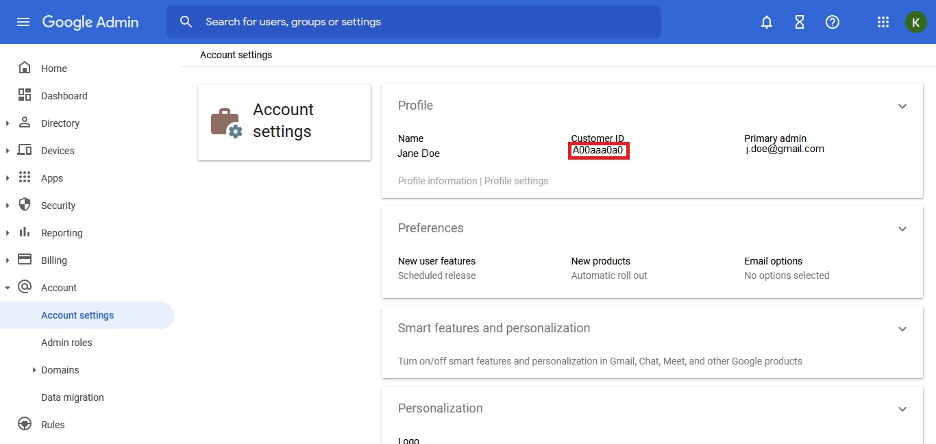 Google Admin
Search for users, groups or settings
K
Account settings
Home
Dashboard
Directory
Devices
Apps
Security
Reporting
Billing
Account
Account settings
Admin roles
Domains
Data migration
Rules
Account
settings
Profile
Name
Customer ID
Primary admin
Jane Doe
A00aaa0a0
j.doe@gmail.com
Profile information | Profile settings
Preferences
New user features
New products
Email options
Scheduled release
Automatic roll out
No options selected
Smart features and personalization
Turn on/off smart features and personalization in Gmail, Chat, Meet, and other Google products
Personalization
Logo